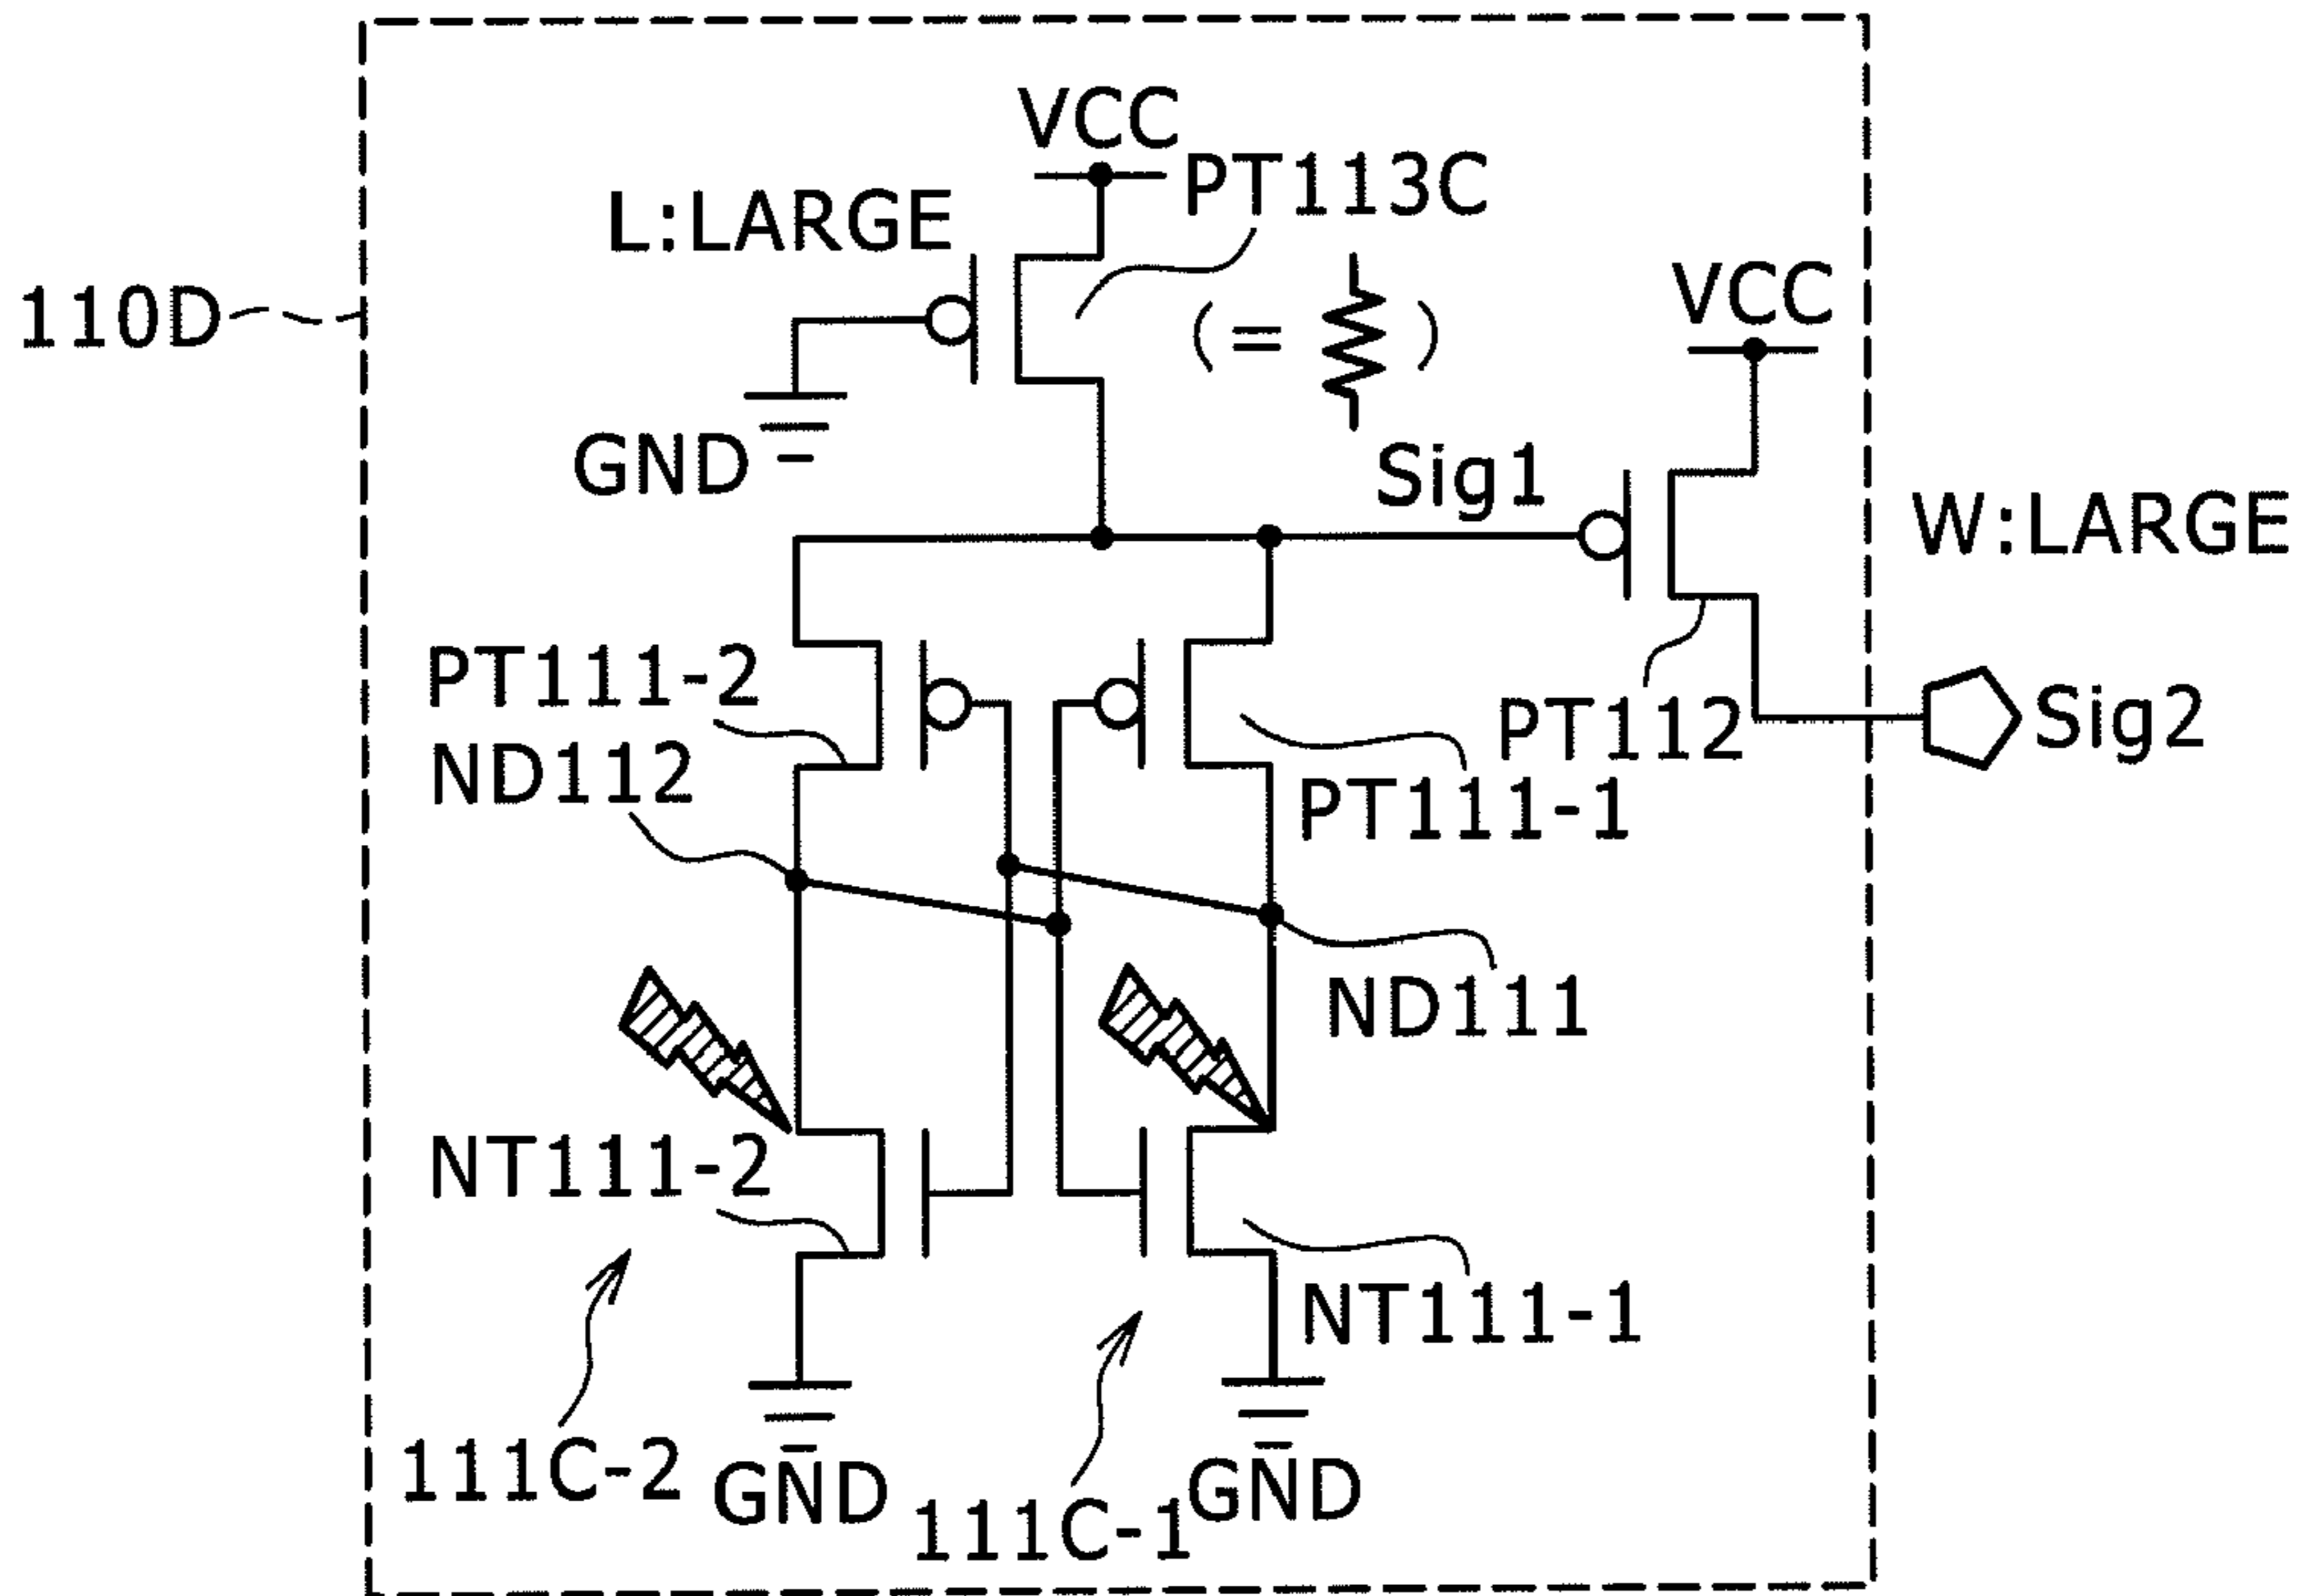 VCC
PT113C
L:LARGE
110D
(= )
VCC
GND
Sig1
W:LARGE
PT111-2
PT112
Sig2
ND112
PT111-1
ND111
NT111-2
NT111-1
111C-2
GND
111C-1
GND